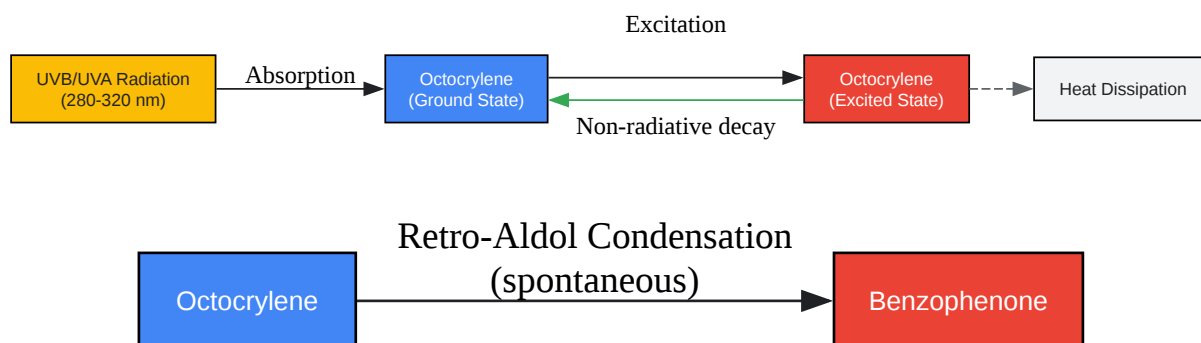 Excitation
UVB/UVA Radiation
(280-320 nm)
Absorption
Octocrylene
(Ground State)
Octocrylene
(Excited State)
Heat Dissipation
Non-radiative decay
Retro-Aldol Condensation
(spontaneous)
Octocrylene
Benzophenone